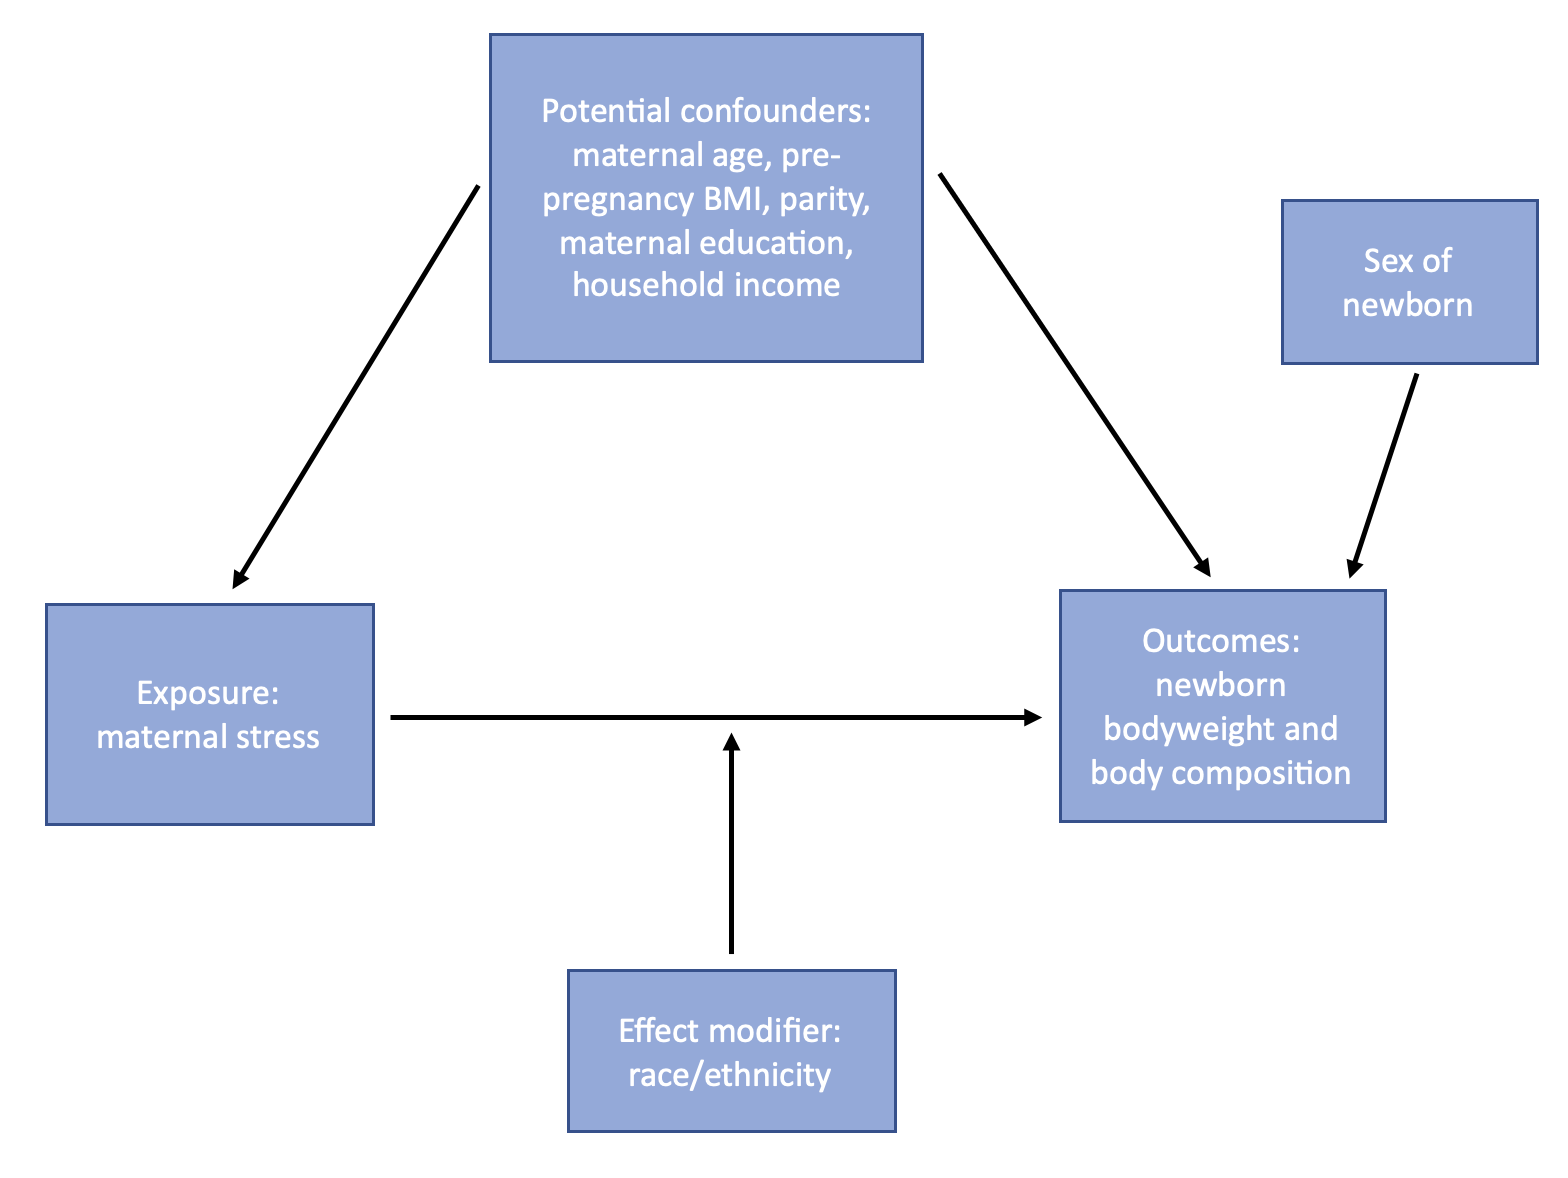 Potential confounders:
maternal age, pre-
pregnancy BMI, parity,
maternal education,
household income
Sex of
newborn
Exposure:
maternal stress
Outcomes:
newborn
bodyweight and
body composition
Effect modifier:
race/ethnicity